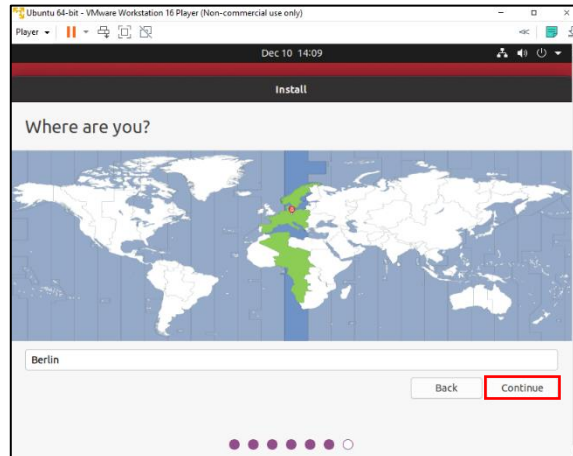 Ubuntu 64-bit - VMware Workstation 16 Player (Non-commercial use only)
Player
Dec 10 14:09
Install
Where are you?
Berlin
Back
Continue